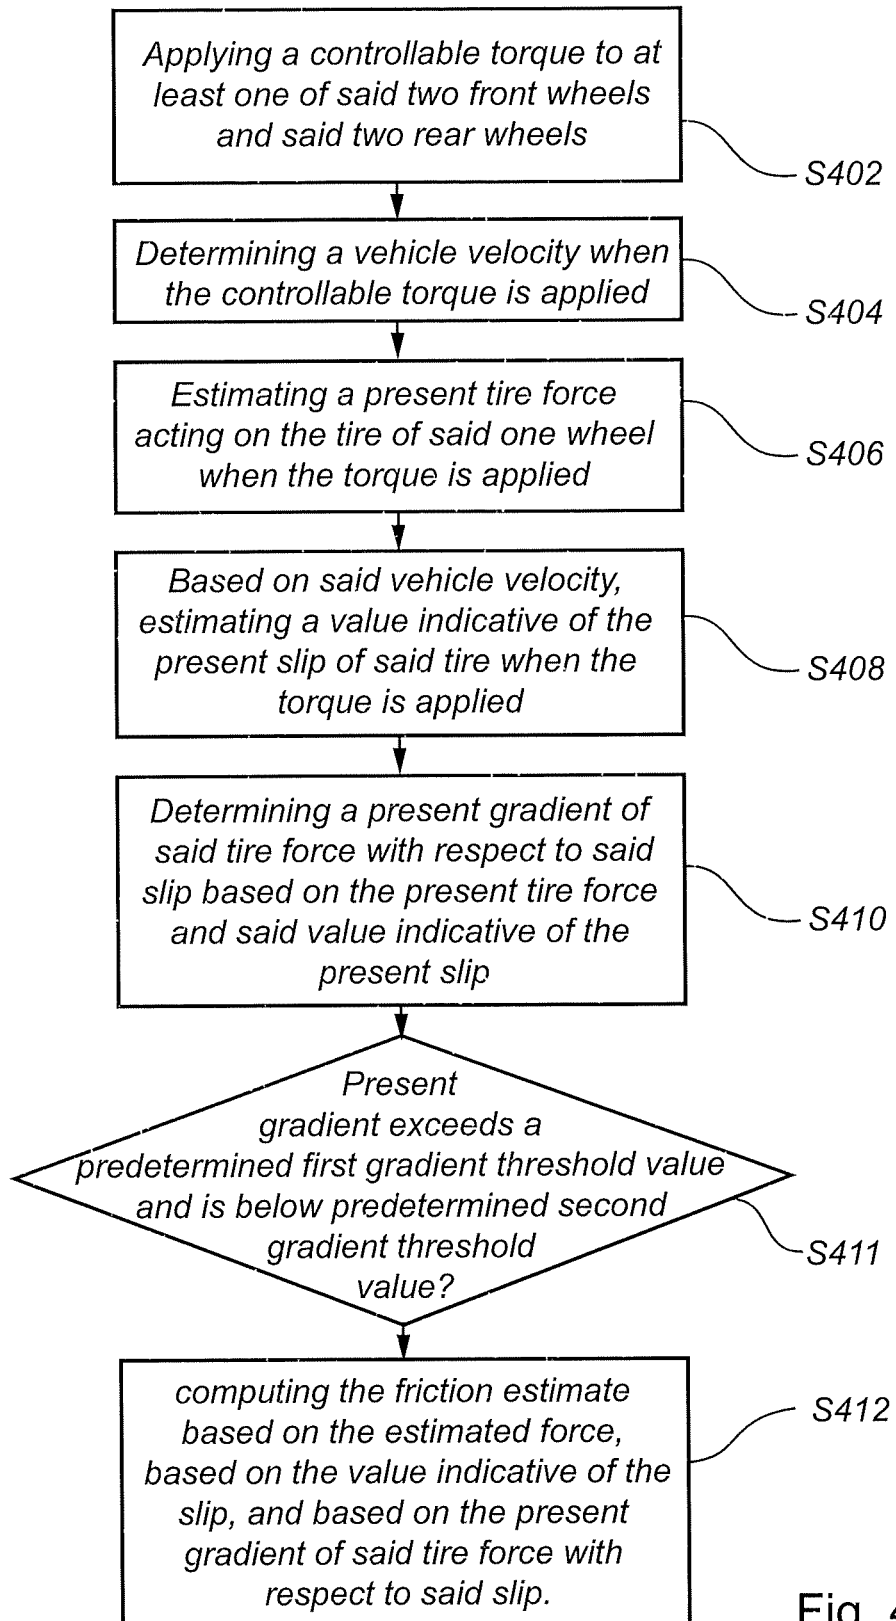 Applying a controllable torque to at
least one of said two front wheels
and said two rear wheels
S402
Determining a vehicle velocity when
the controllable torque is applied
S404
Estimating a present tire force
acting on the tire of said one wheel
when the torque is applied
S406
Based on said vehicle velocity,
estimating a value indicative of the
present slip of said tire when the
torque is applied
S408
Determining a present gradient of
said tire force with respect to said
slip based on the present tire force
and said value indicative of the
present slip
S410
Present
gradient exceeds a
predetermined first gradient threshold value
and is below predetermined second
gradient threshold
value?
S411
computing the friction estimate
based on the estimated force,
based on the value indicative of the
slip, and based on the present
gradient of said tire force with
respect to said slip.
S412
Fig.